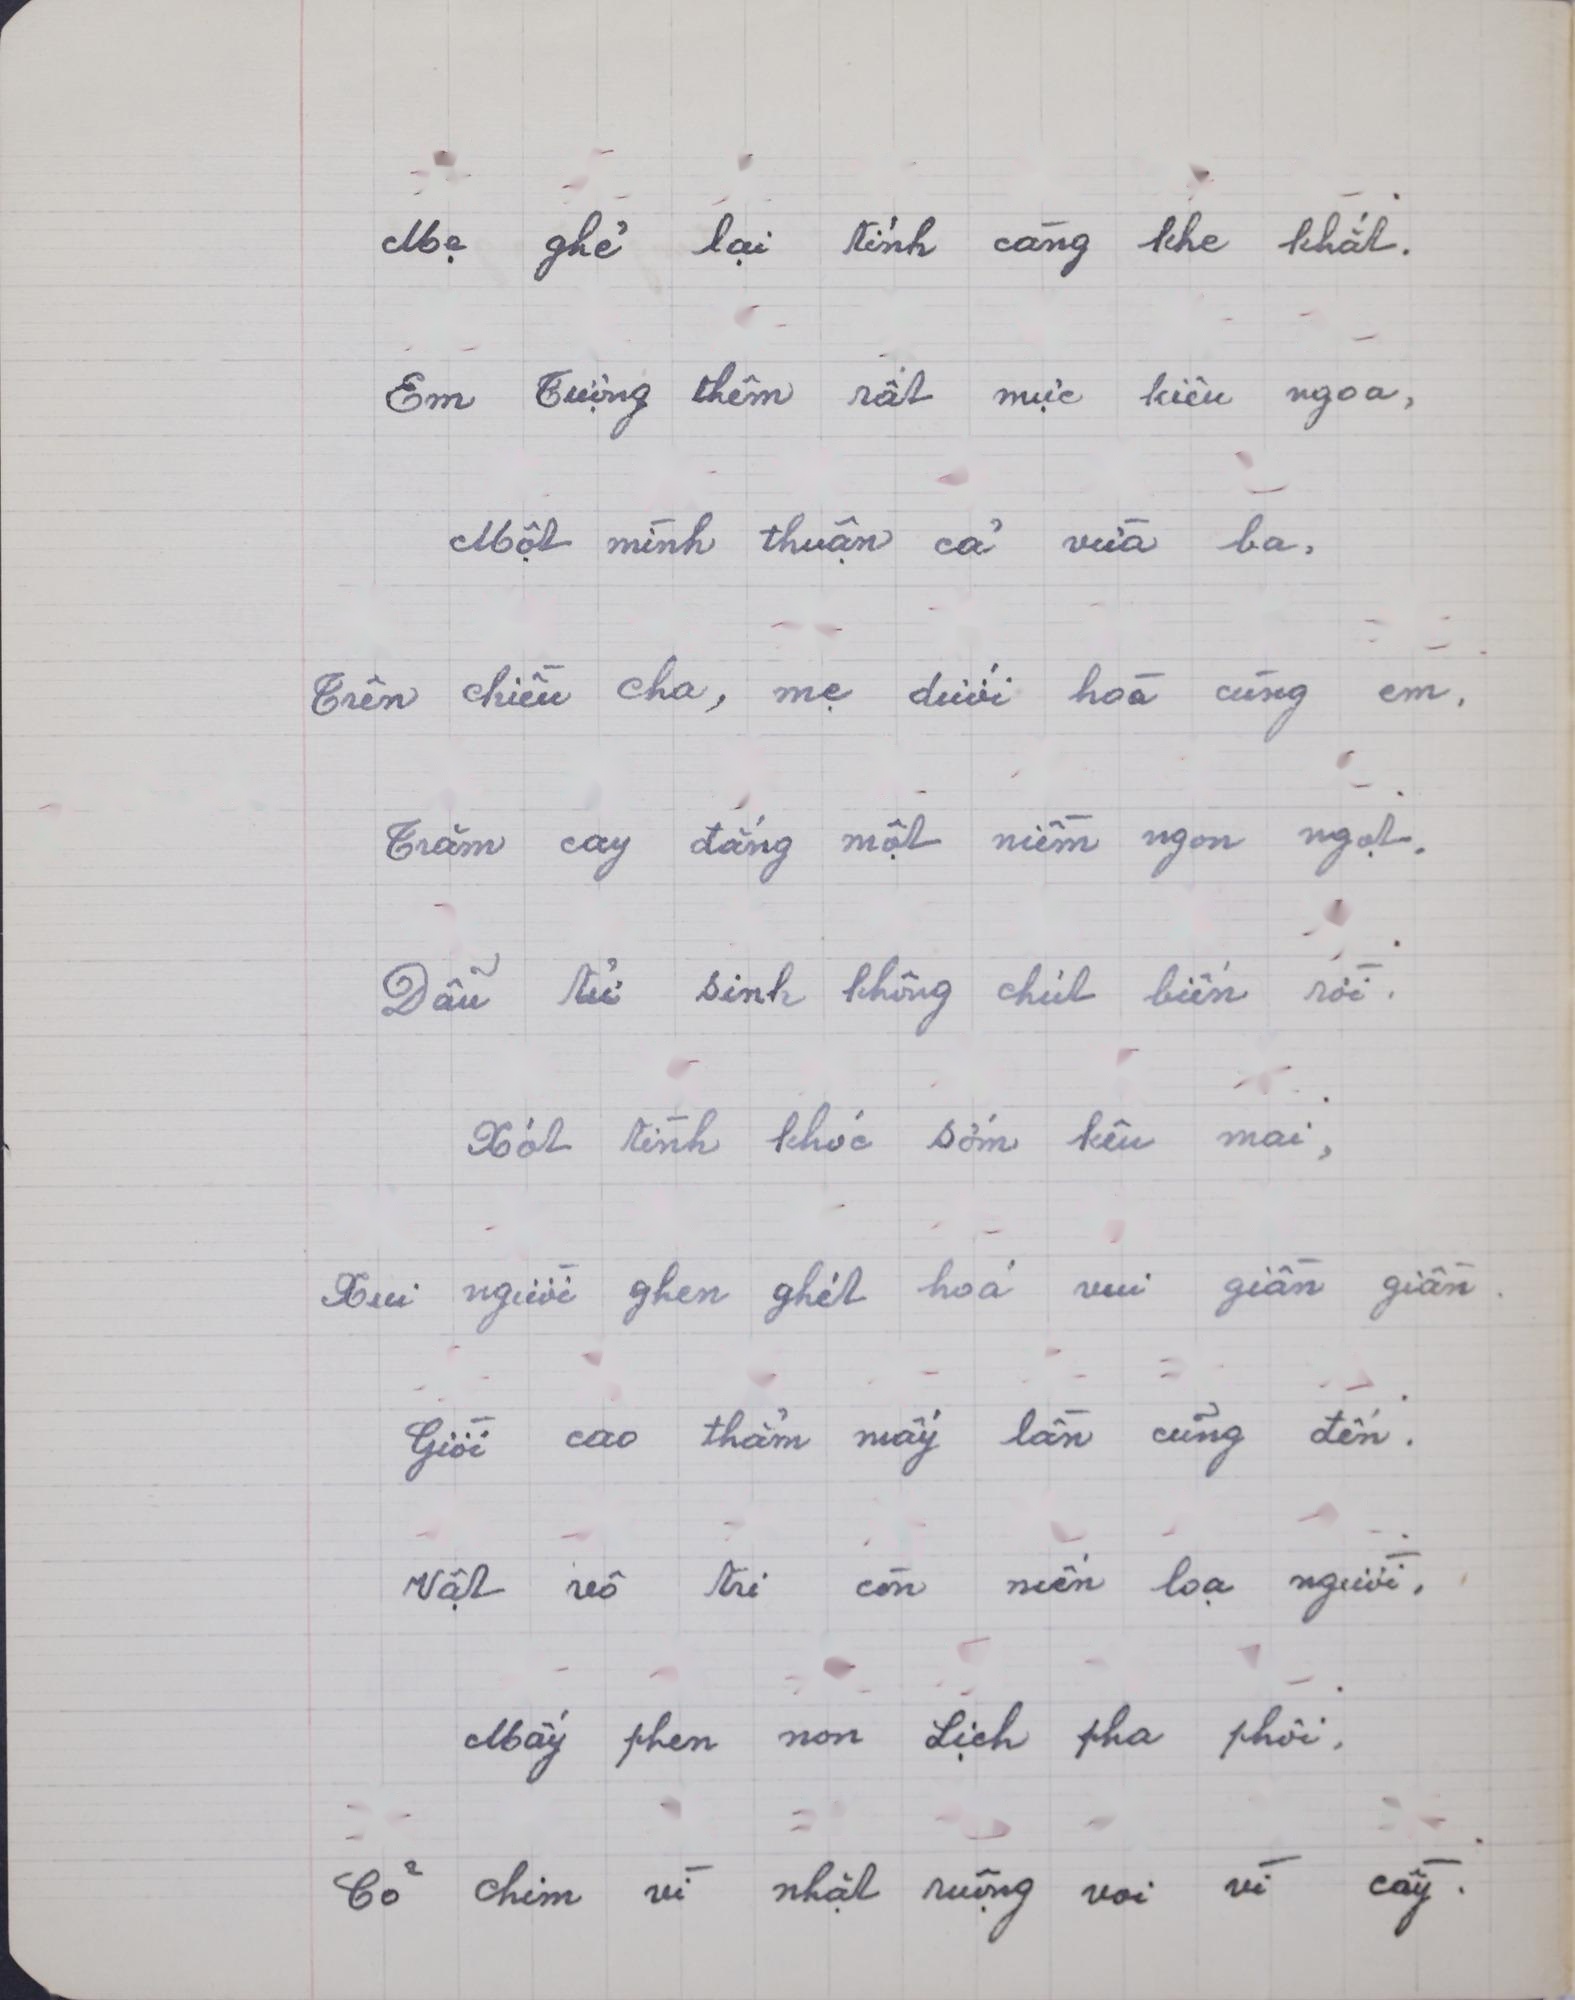 Mẹ ghẻ lại tính càng khe khắt.
Em Tượng thêm rất mực kiêu ngoa,
Một mình thuận cả vừa ba,
Trên chiều cha, mẹ dưới hoà cùng em.
Trăm cay đắng một niềm ngon ngọt.
Dẫu tử sinh không chút biến rời.
Xót tình khóc sớm kêu mai,
Xui người ghen ghét hoá vui giần giần.
Giời cao thẳm mấy lần cũng đến.
Vật vô tri còn mến loạ người.
Mấy phen non Lịch pha phôi.
Cỏ chim vì nhặt ruộng voi vì cầy.